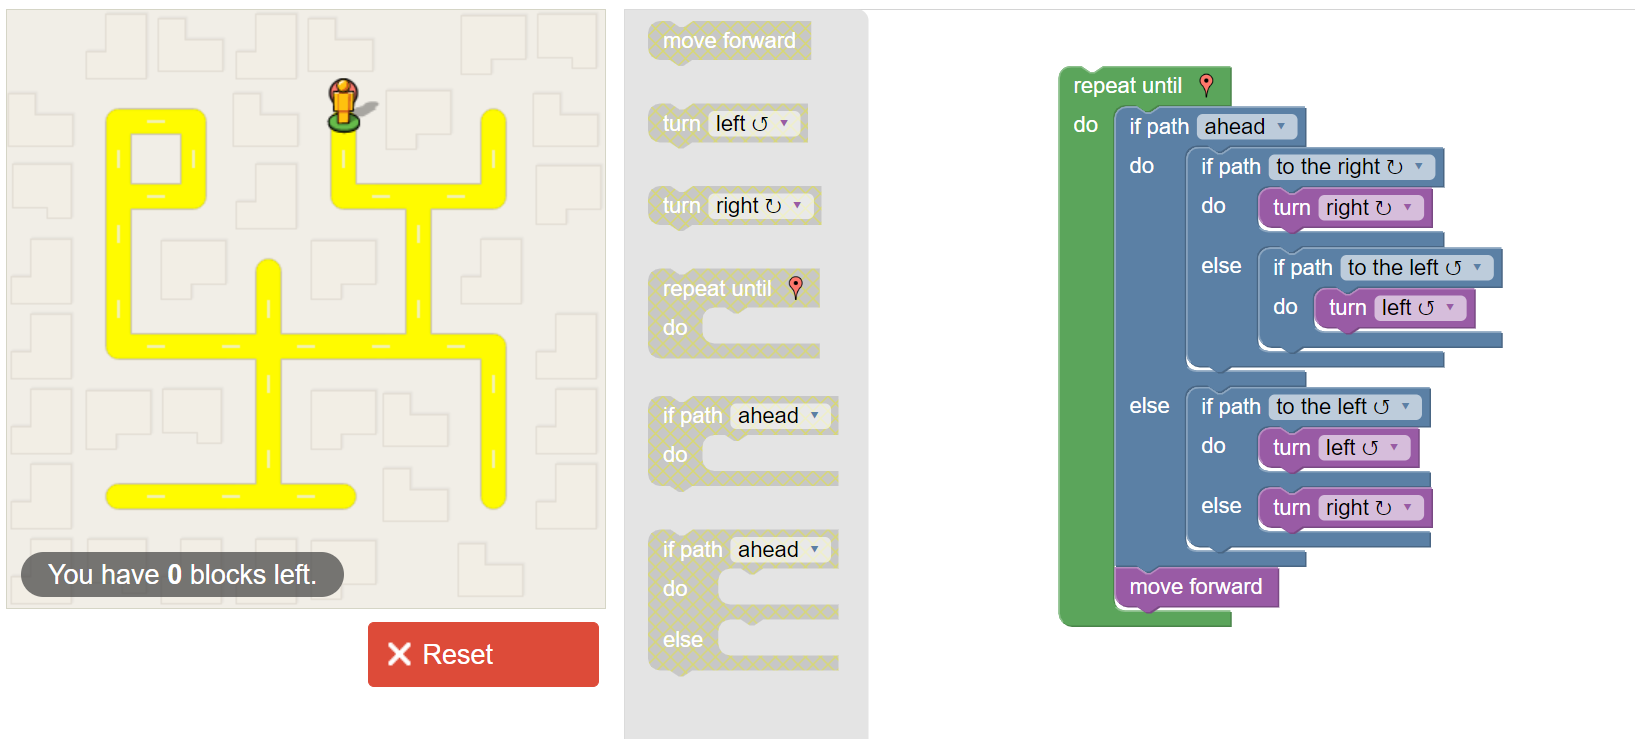 You have 0 blocks left.
Reset
move forward
turn left ↺
turn right ↻
repeat until
do
if path ahead
do
if path ahead
do
else
repeat until
do if path ahead
do if path to the right ↻
do turn right ↻
else if path to the left ↺
do turn left ↺
else if path to the left ↺
do turn left ↺
else turn right ↻
move forward